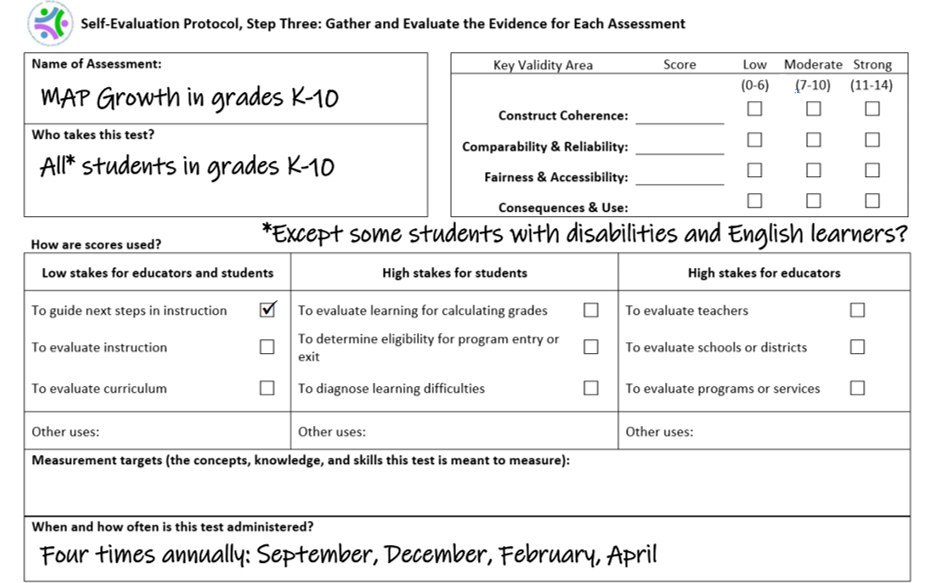 Self-Evaluation Protocol, Step Three: Gather and Evaluate the Evidence for Each Assessment
Name of Assessment:
MAP Growth in grades K-10
Who takes this test?
All* students in grades K-10
Key Validity Area Score Low Moderate Strong
(0-6) (7-10) (11-14)
Construct Coherence:
Comparability & Reliability:
Fairness & Accessibility:
Consequences & Use:
*Except some students with disabilities and English learners?
How are scores used?
Low stakes for educators and students High stakes for students High stakes for educators
To guide next steps in instruction To evaluate learning for calculating grades To evaluate teachers
To evaluate instruction To determine eligibility for program entry or exit To evaluate schools or districts
To evaluate curriculum To diagnose learning difficulties To evaluate programs or services
Other uses: Other uses: Other uses:
Measurement targets (the concepts, knowledge, and skills this test is meant to measure):
When and how often is this test administered?
Four times annually: September, December, February, April